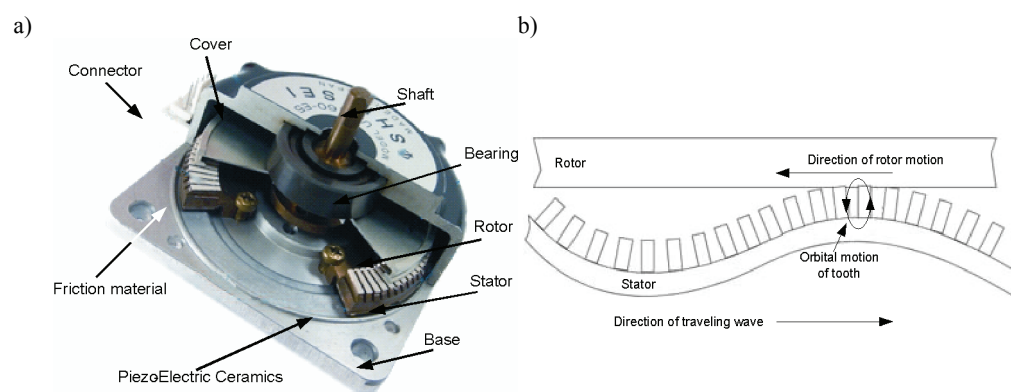 a)
b)
Cover
Connector
Shaft
Bearing
Rotor
Friction material
Stator
Base
PiezoElectric Ceramics
Rotor
Direction of rotor motion
Orbital motion
of tooth
Stator
Direction of traveling wave